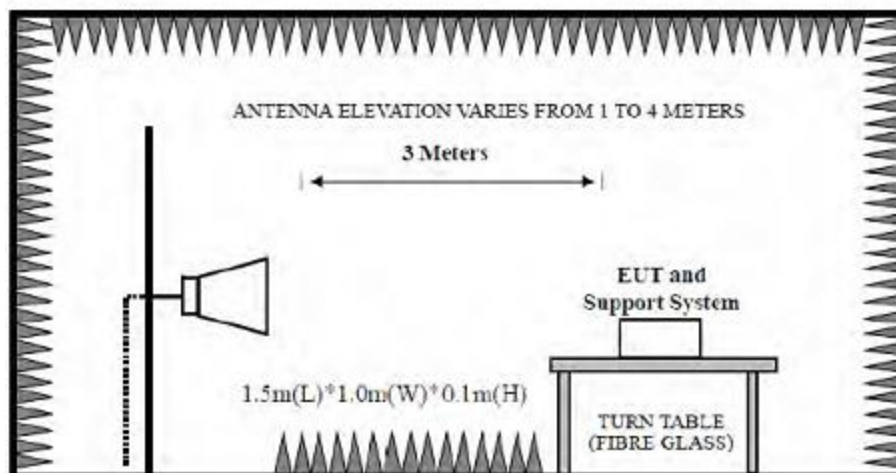 ANTENNA ELEVATION VARIES FROM 1 TO 4 METERS
3 Meters
EUT and
Support System
1.5m(L)*1.0m(W)*0.1m(H)
TURN TABLE
(FIBRE GLASS)